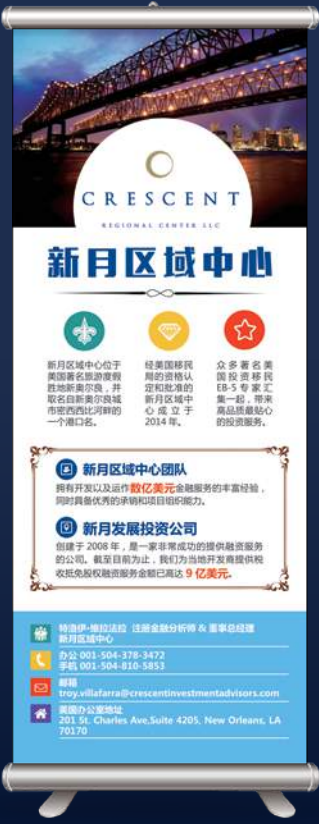 CRESCENT
REGIONAL CENTER LLC
新月区域中心
新月区域中心位于
美国著名旅游度假
胜地新奥尔良，并
取名自新奥尔良城
市密西西比河畔的
一个港口名。
经美国移民
局的资格认
定和批准的
新月区域中
心成立于
2014 年。
众多著名美
国投资移民
EB-5 专家汇
集一起，带来
高品质最贴心
的投资服务。
新月区域中心团队
拥有开发以及运作数亿美元金融服务的丰富经验，
同时具备优秀的承销和项目组织能力。
新月发展投资公司
创建于 2008 年，是一家非常成功的提供融资服务
的公司。截至目前为止，我们为当地开发商提供税
收抵免股权融资服务金额已高达 9 亿美元.
特洛伊•维拉法拉 注册金融分析师 & 董事总经理
新月区域中心
办公 001-504-378-3472
手机 001-504-810-5853
邮箱
troy.villafarra@crescentinvestmentadvisors.com
美国办公室地址
201 St. Charles Ave,Suite 4205, New Orleans, LA
70170